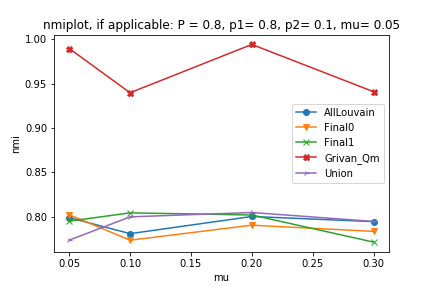 nmiplot, if applicable: P = 0.8, p1= 0.8, p2= 0.1, mu= 0.05
1.00
0.95
0.90
0.85
0.80
nmi
AllLouvain
Final0
Final1
Grivan_Qm
Union
0.05 0.10 0.15 0.20 0.25 0.30
mu